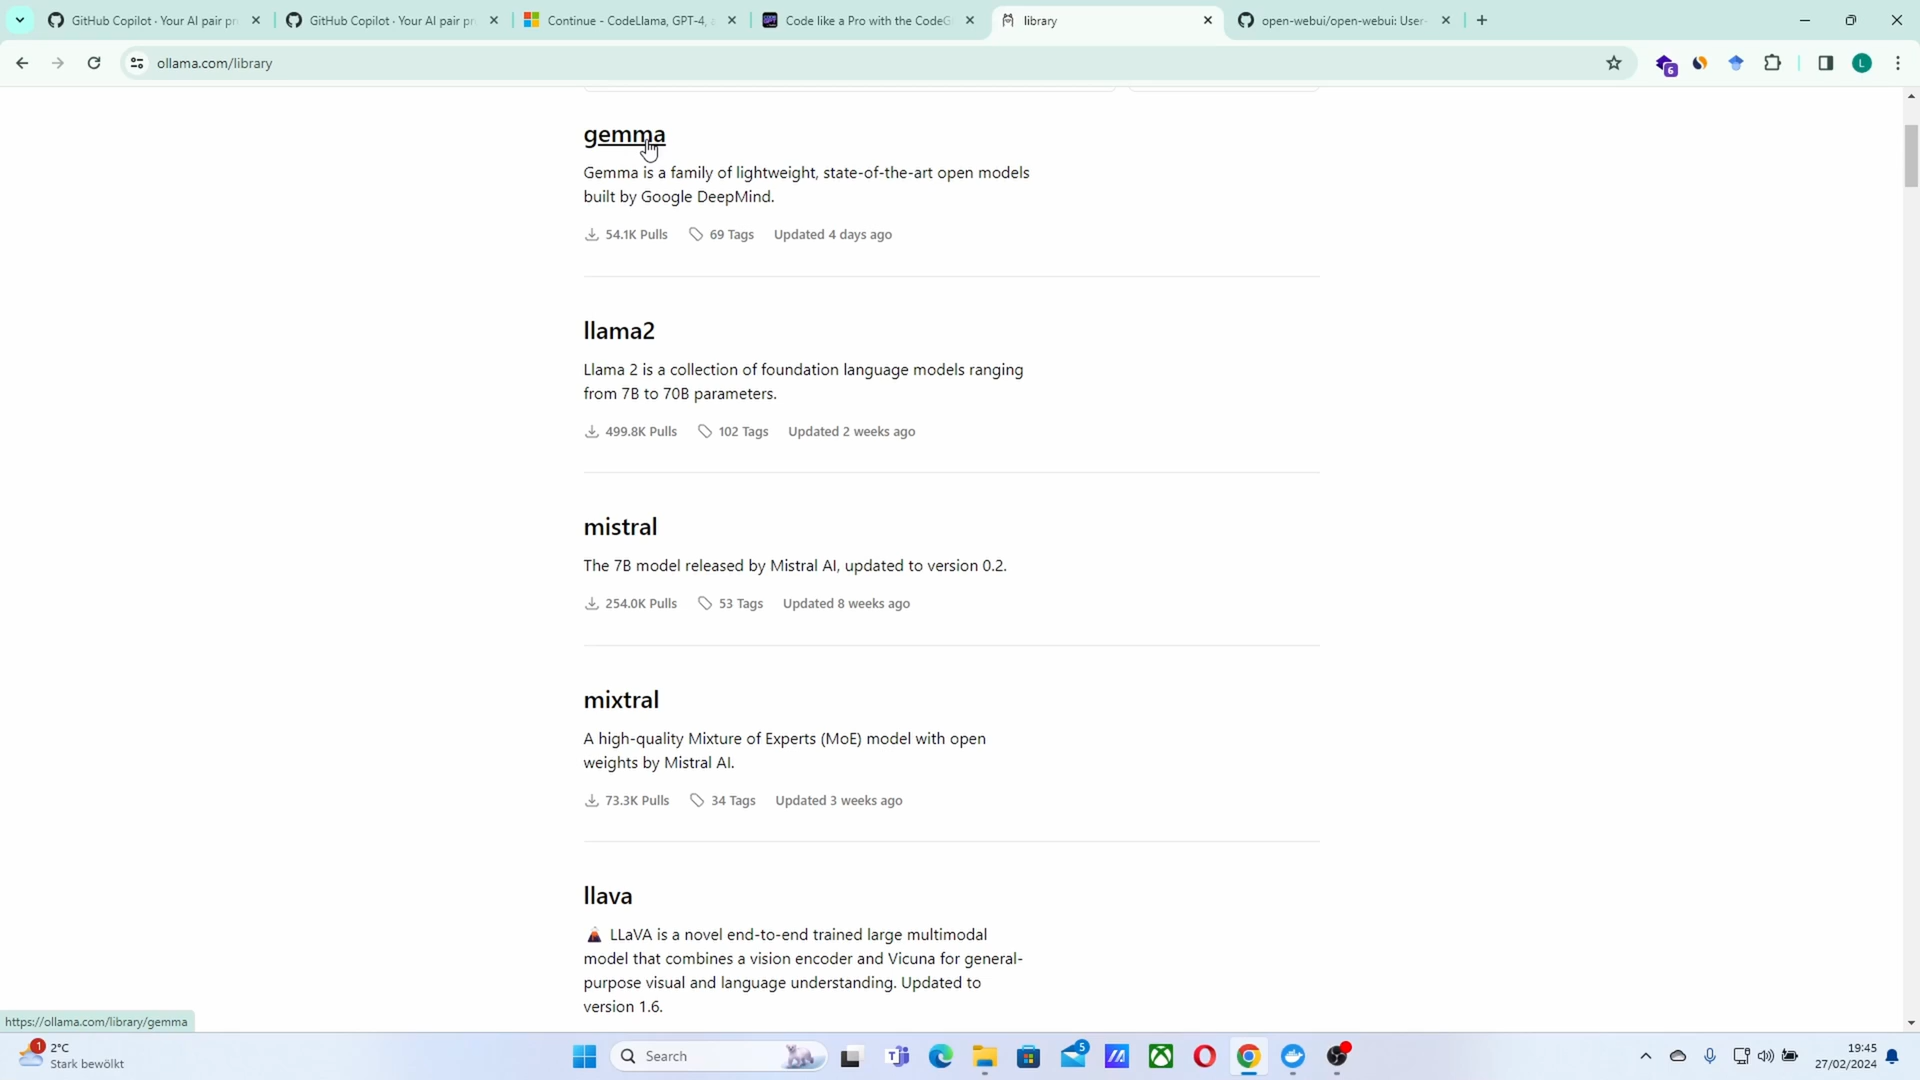 GitHub Copilot · Your AI pair pr
GitHub Copilot · Your AI pair pr
Continue - CodeLlama, GPT-4, a
Code like a Pro with the CodeG
library
open-webui/open-webui: User-
ollama.com/library
6
L
gemma
Gemma is a family of lightweight, state-of-the-art open models
built by Google DeepMind.
54.1K Pulls 69 Tags Updated 4 days ago
llama2
Llama 2 is a collection of foundation language models ranging
from 7B to 70B parameters.
499.8K Pulls 102 Tags Updated 2 weeks ago
mistral
The 7B model released by Mistral AI, updated to version 0.2.
254.0K Pulls 53 Tags Updated 8 weeks ago
mixtral
A high-quality Mixture of Experts (MoE) model with open
weights by Mistral AI.
73.3K Pulls 34 Tags Updated 3 weeks ago
llava
🌋 LLaVA is a novel end-to-end trained large multimodal
model that combines a vision encoder and Vicuna for general-
purpose visual and language understanding. Updated to
version 1.6.
https://ollama.com/library/gemma
1
2°C
Stark bewölkt
Search
5
19:45
27/02/2024